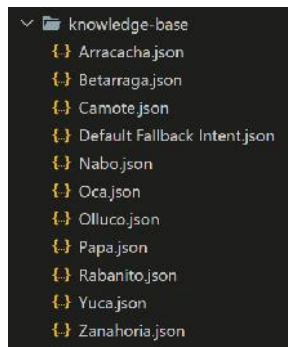 knowledge-base
Arracacha.json
Betarraga.json
Camote.json
Default Fallback Intent.json
Nabo.json
Oca.json
Olluco.json
Papa.json
Rabanito.json
Yuca.json
Zanahoria.json